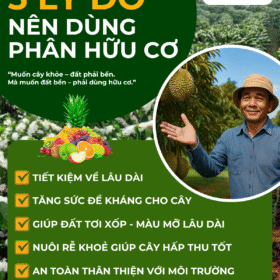 5 LÝ DO
NÊN DÙNG
PHÂN HỮU CƠ
"Muốn cây khỏe – đất phải bền.
Mà muốn đất bền – phải dùng hữu cơ."
TIẾT KIỆM VỀ LÂU DÀI
TĂNG SỨC ĐỀ KHÁNG CHO CÂY
GIÚP ĐẤT TƠI XỐP - MÀU MỠ LÂU DÀI
NUÔI RỄ KHOẺ GIÚP CÂY HẤP THU TỐT
AN TOÀN THÂN THIỆN VỚI MÔI TRƯỜNG